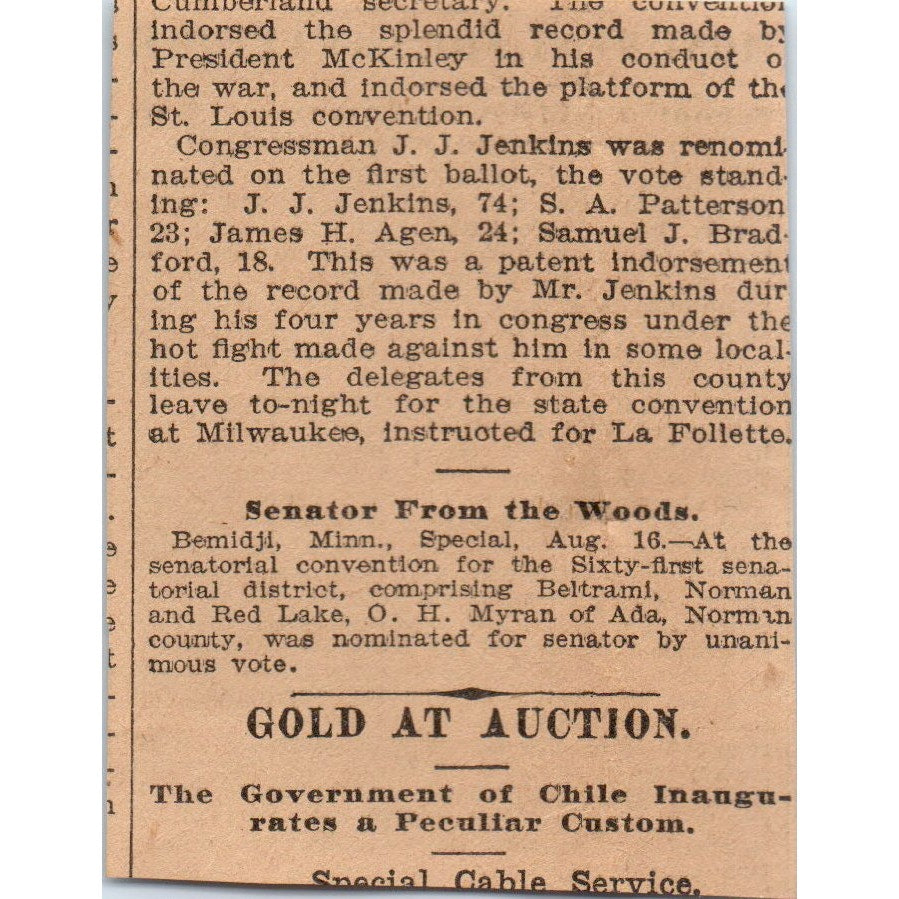 Cumberland secretary. The convention
indorsed the splendid record made by
President McKinley in his conduct o
the war, and indorsed the platform of the
St. Louis convention.
Congressman J. J. Jenkins was renomi-
nated on the first ballot, the vote stand-
ing: J. J. Jenkins, 74; S. A. Patterson
23; James H. Agen, 24; Samuel J. Brad-
ford, 18. This was a patent indorsement
of the record made by Mr. Jenkins dur
ing his four years in congress under the
hot fight made against him in some local-
ities. The delegates from this county
leave to-night for the state convention
at Milwaukee, instructed for La Follette.
Senator From the Woods.
Bemidji, Minn., Special, Aug. 16.—At the
senatorial convention for the Sixty-first sena-
torial district, comprising Beltrami, Norman
and Red Lake, O. H. Myran of Ada, Norman
county, was nominated for senator by unani-
mous vote.
GOLD AT AUCTION.
The Government of Chile Inaugu-
rates a Peculiar Custom.
Special Cable Service.